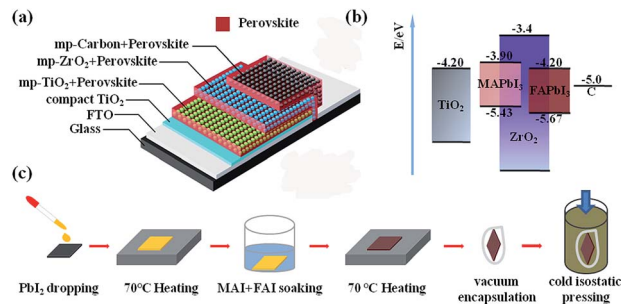 (a)
Perovskite
mp-Carbon+Perovskite
mp-ZrO₂+Perovskite
mp-TiO₂+Perovskite
compact TiO₂
FTO
Glass
(b)
E/eV
-3.4
-4.20
-3.90
-4.20
-5.0
C
TiO₂
MAPbI₃
FAPbI₃
-5.43
-5.67
ZrO₂
(c)
PbI₂ dropping
70°C Heating
MAI+FAI soaking
70 °C Heating
vacuum
encapsulation
cold isostatic
pressing